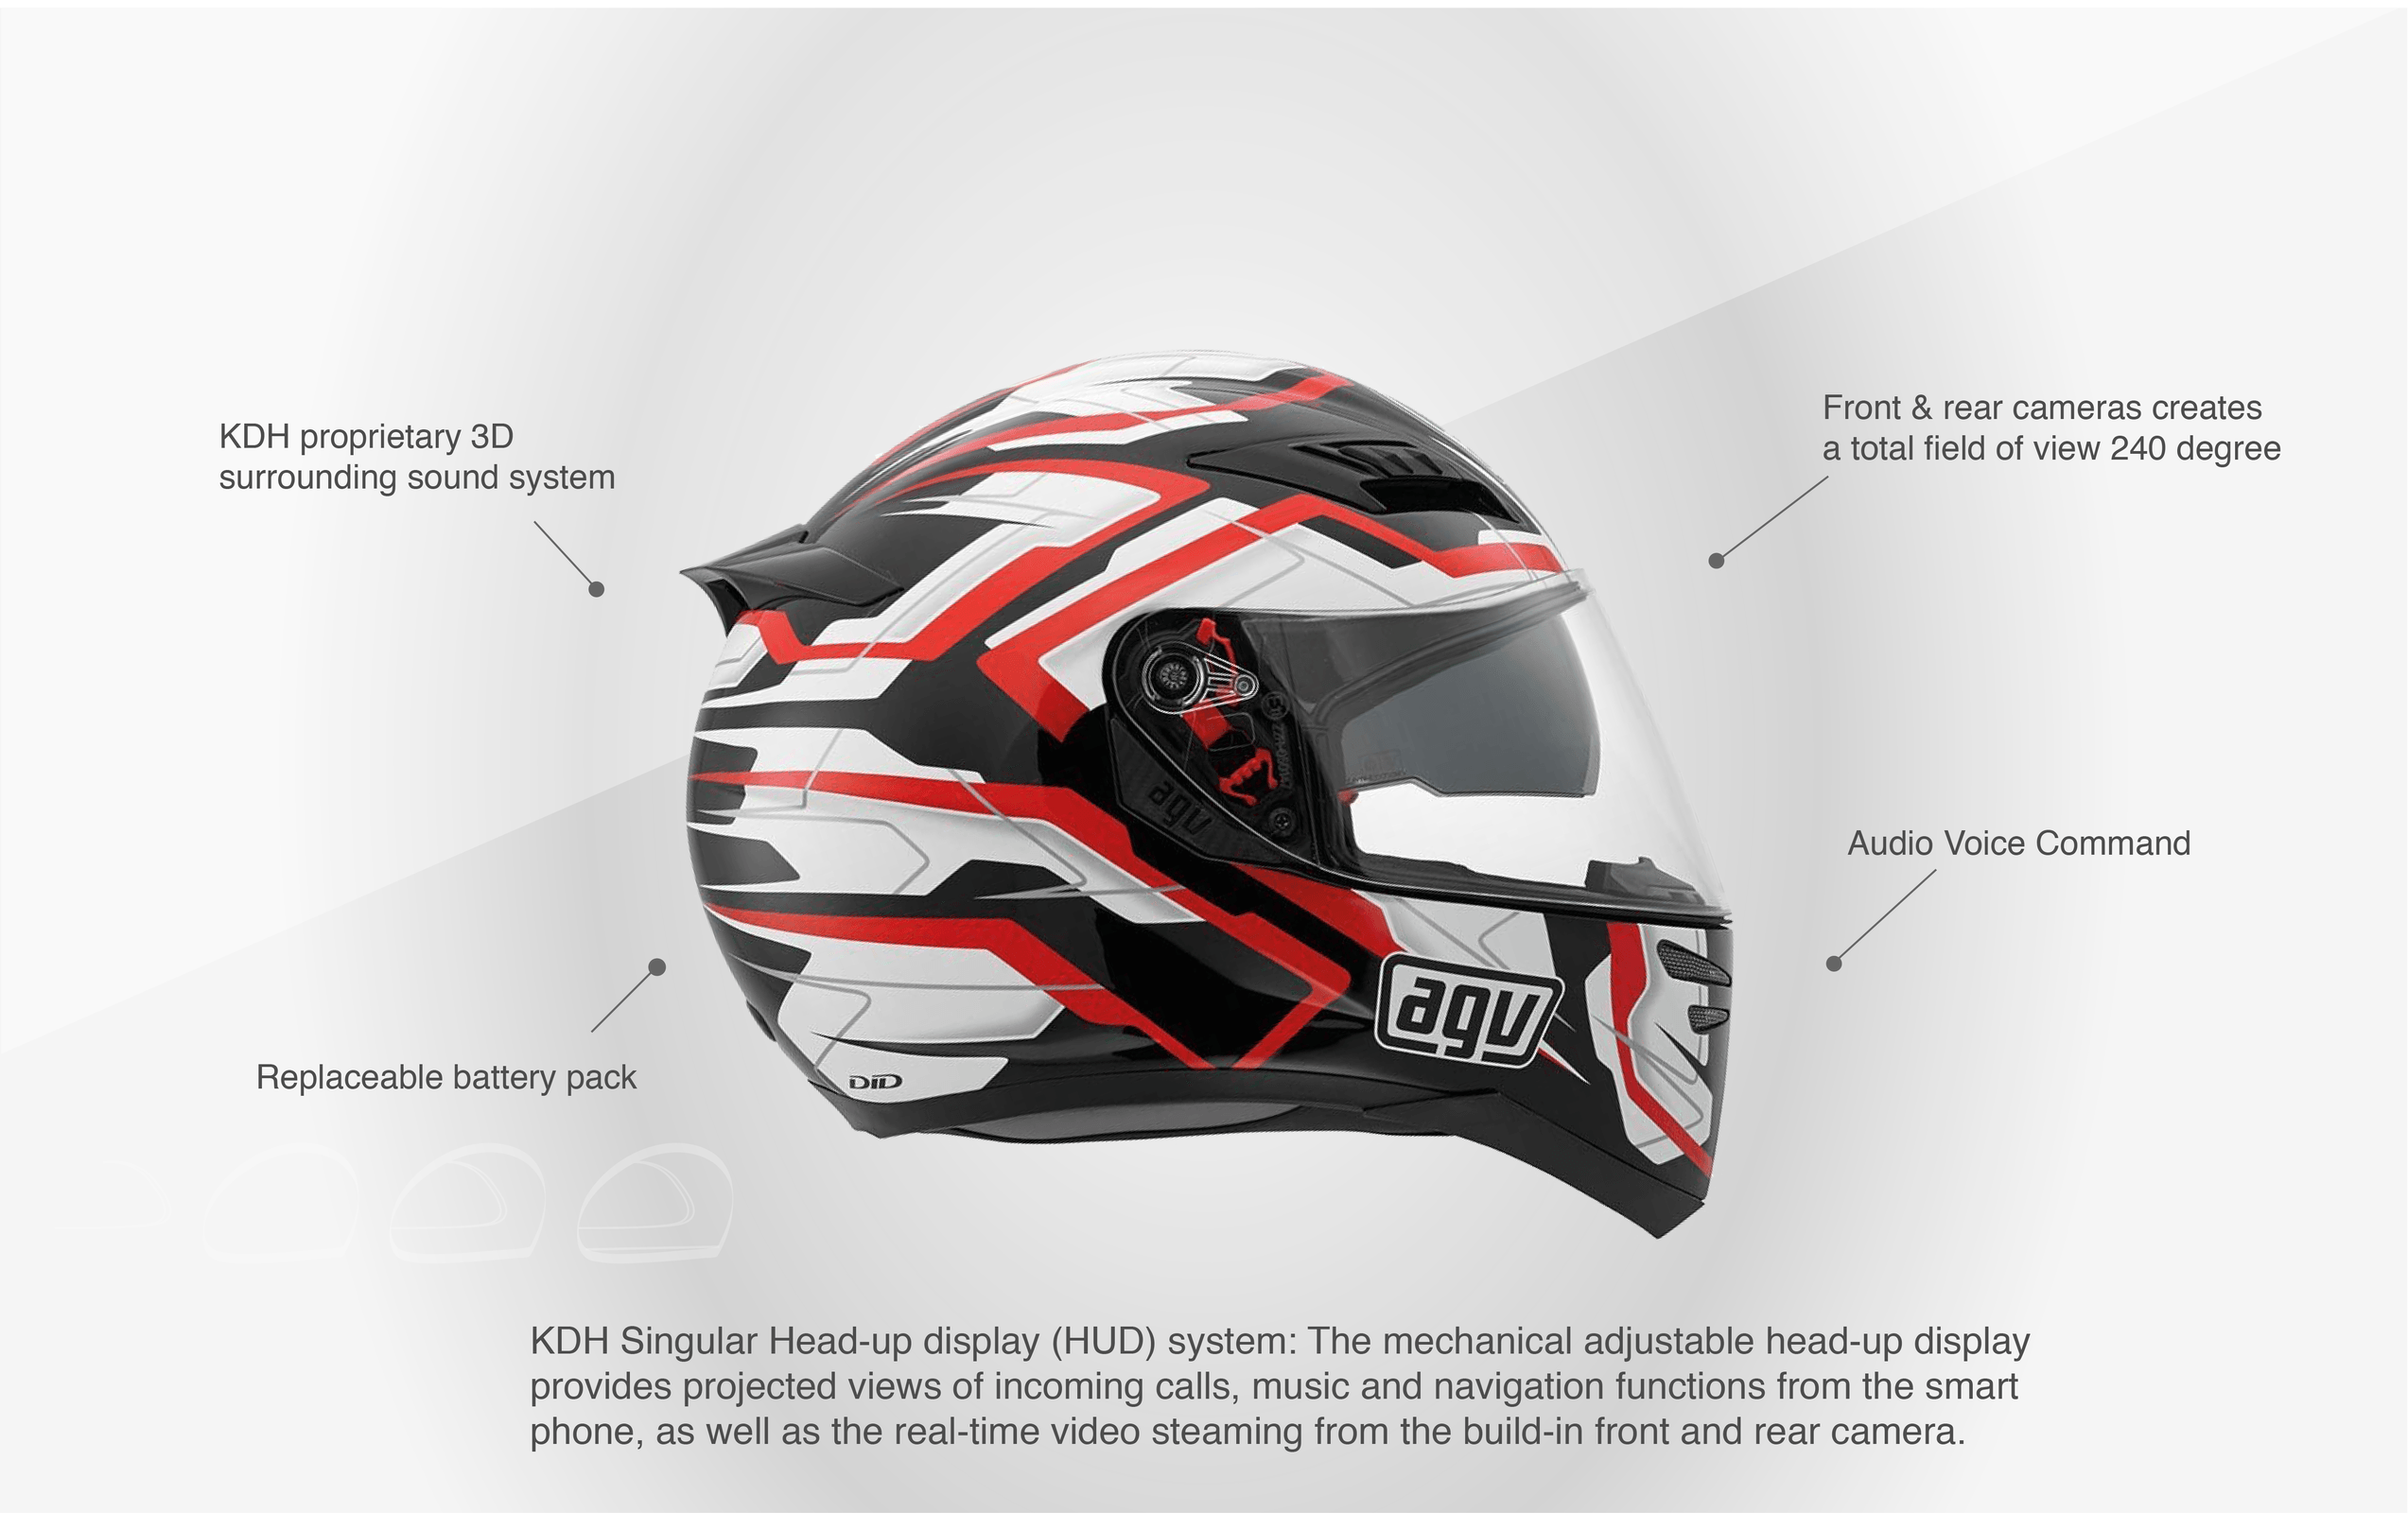 KDH proprietary 3D
surrounding sound system
Front & rear cameras creates
a total field of view 240 degree
agv
Audio Voice Command
agv
DID
Replaceable battery pack
KDH Singular Head-up display (HUD) system: The mechanical adjustable head-up display
provides projected views of incoming calls, music and navigation functions from the smart
phone, as well as the real-time video steaming from the build-in front and rear camera.